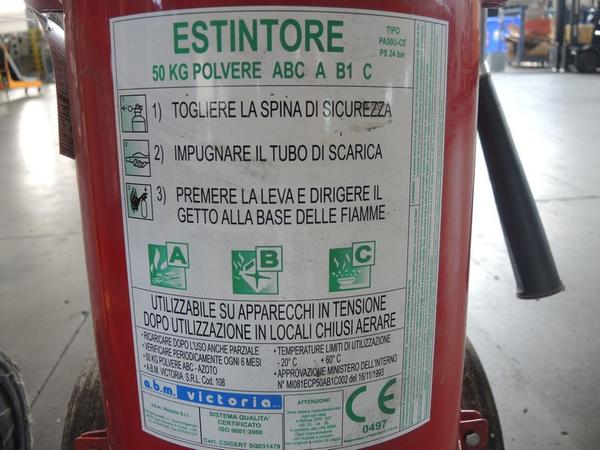 ESTINTORE
TIPO
PA50U-CE
PS 24 bar
50 KG POLVERE ABC A B1 C
1) TOGLIERE LA SPINA DI SICUREZZA
2) IMPUGNARE IL TUBO DI SCARICA
3) PREMERE LA LEVA E DIRIGERE IL
GETTO ALLA BASE DELLE FIAMME
A B C
UTILIZZABILE SU APPARECCHI IN TENSIONE
DOPO UTILIZZAZIONE IN LOCALI CHIUSI AERARE
• RICARICARE DOPO L'USO ANCHE PARZIALE
• VERIFICARE PERIODICAMENTE OGNI 6 MESI
• 50 KG POLVERE ABC - AZOTO
• A.B.M. VICTORIA S.R.L. Cod. 108
• TEMPERATURE LIMITI DI UTILIZZAZIONE
- 20° C + 60° C
• APPROVAZIONE MINISTERO DELL'INTERNO
N° MI081ECP50AB1C002 del 16/11/1993
a.b.m. victoria s.r.l.
a.b.m. Victoria S.r.l.
SISTEMA QUALITA'
CERTIFICATO
ISO 9001:2000
Cert. CSICERT SQ031479
ATTENZIONE
CE
0497